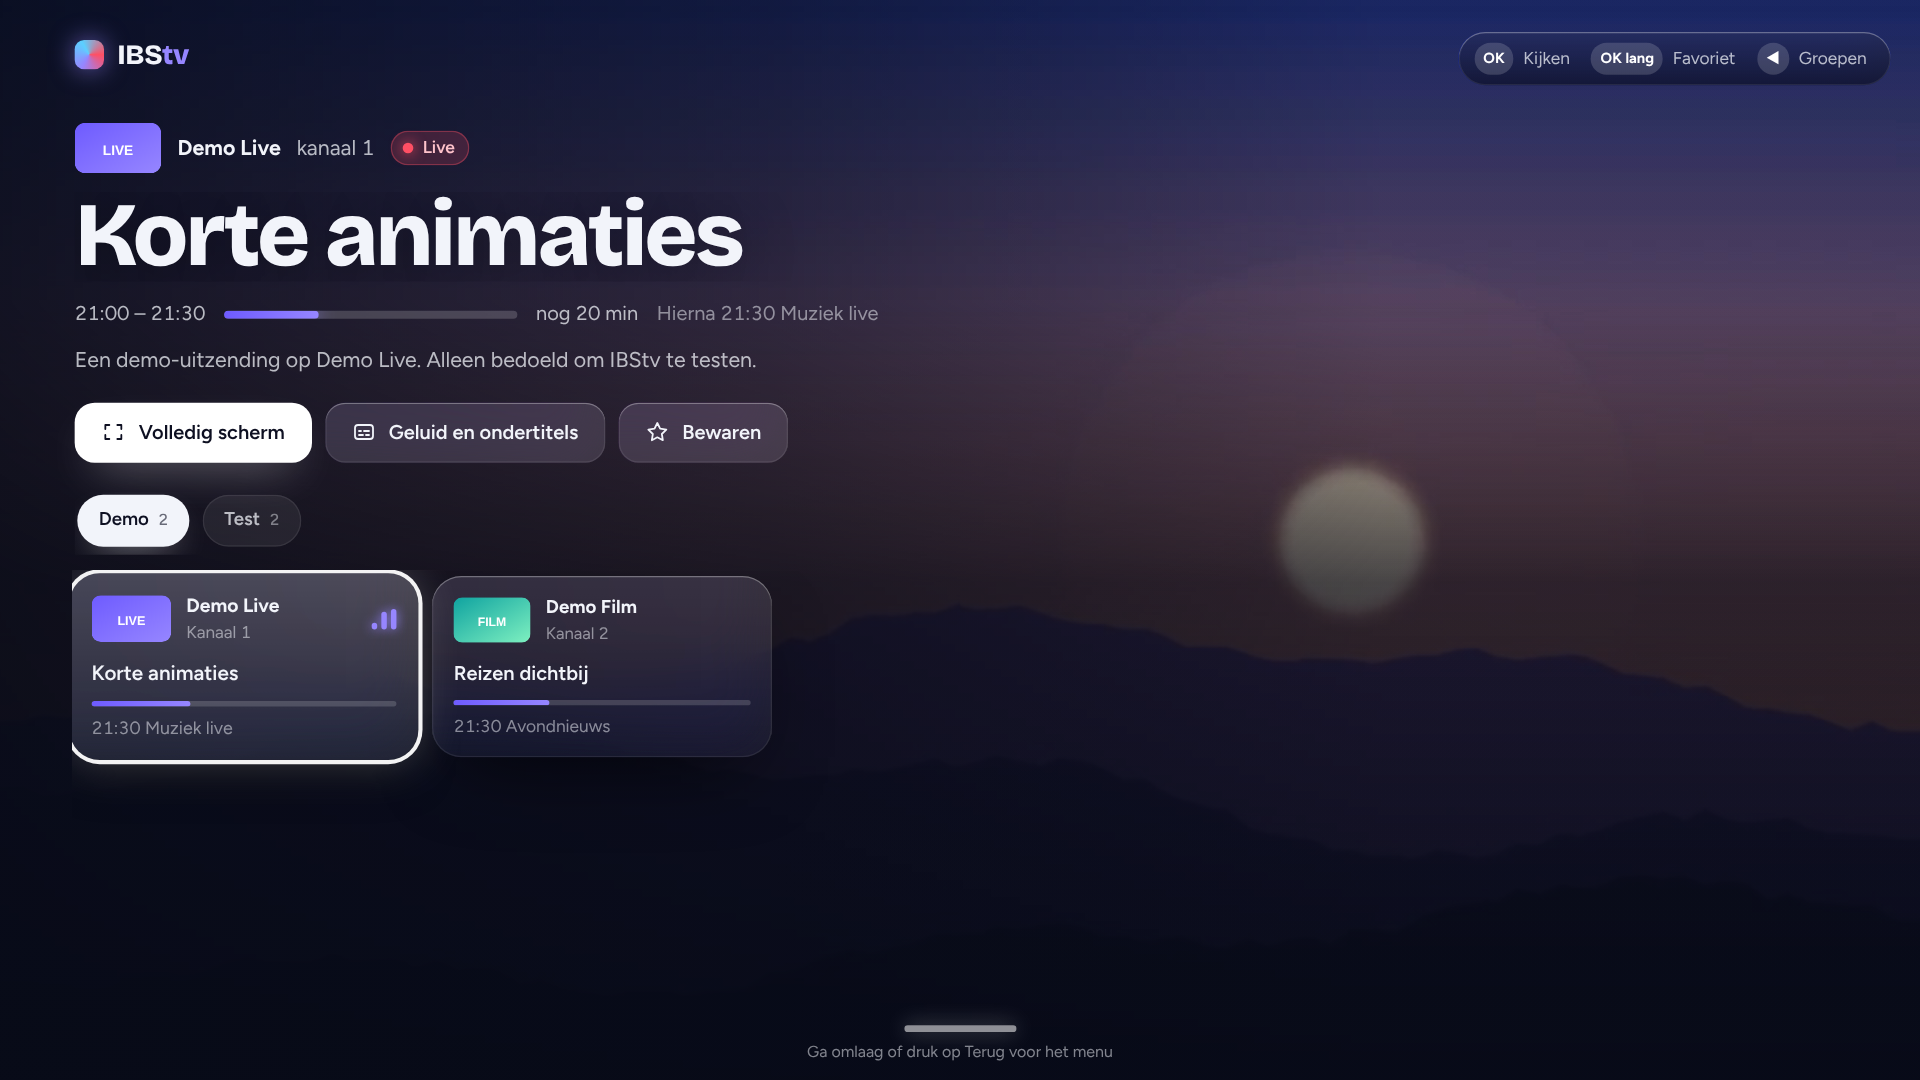 IBStv
OK Kijken OK lang Favoriet ◀ Groepen
LIVE Demo Live kanaal 1 Live
Korte animaties
21:00 – 21:30 nog 20 min Hierna 21:30 Muziek live
Een demo-uitzending op Demo Live. Alleen bedoeld om IBStv te testen.
Volledig scherm Geluid en ondertitels Bewaren
Demo 2 Test 2
LIVE Demo Live
Kanaal 1
Korte animaties
21:30 Muziek live
FILM Demo Film
Kanaal 2
Reizen dichtbij
21:30 Avondnieuws
Ga omlaag of druk op Terug voor het menu